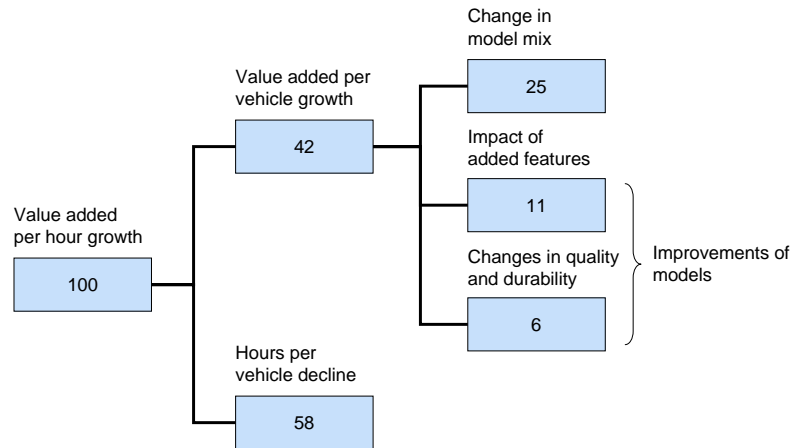 Change in
model mix
25
Value added per
vehicle growth
42
Impact of
added features
11
Value added
per hour growth
100
Changes in quality
and durability
6
Improvements of
models
Hours per
vehicle decline
58